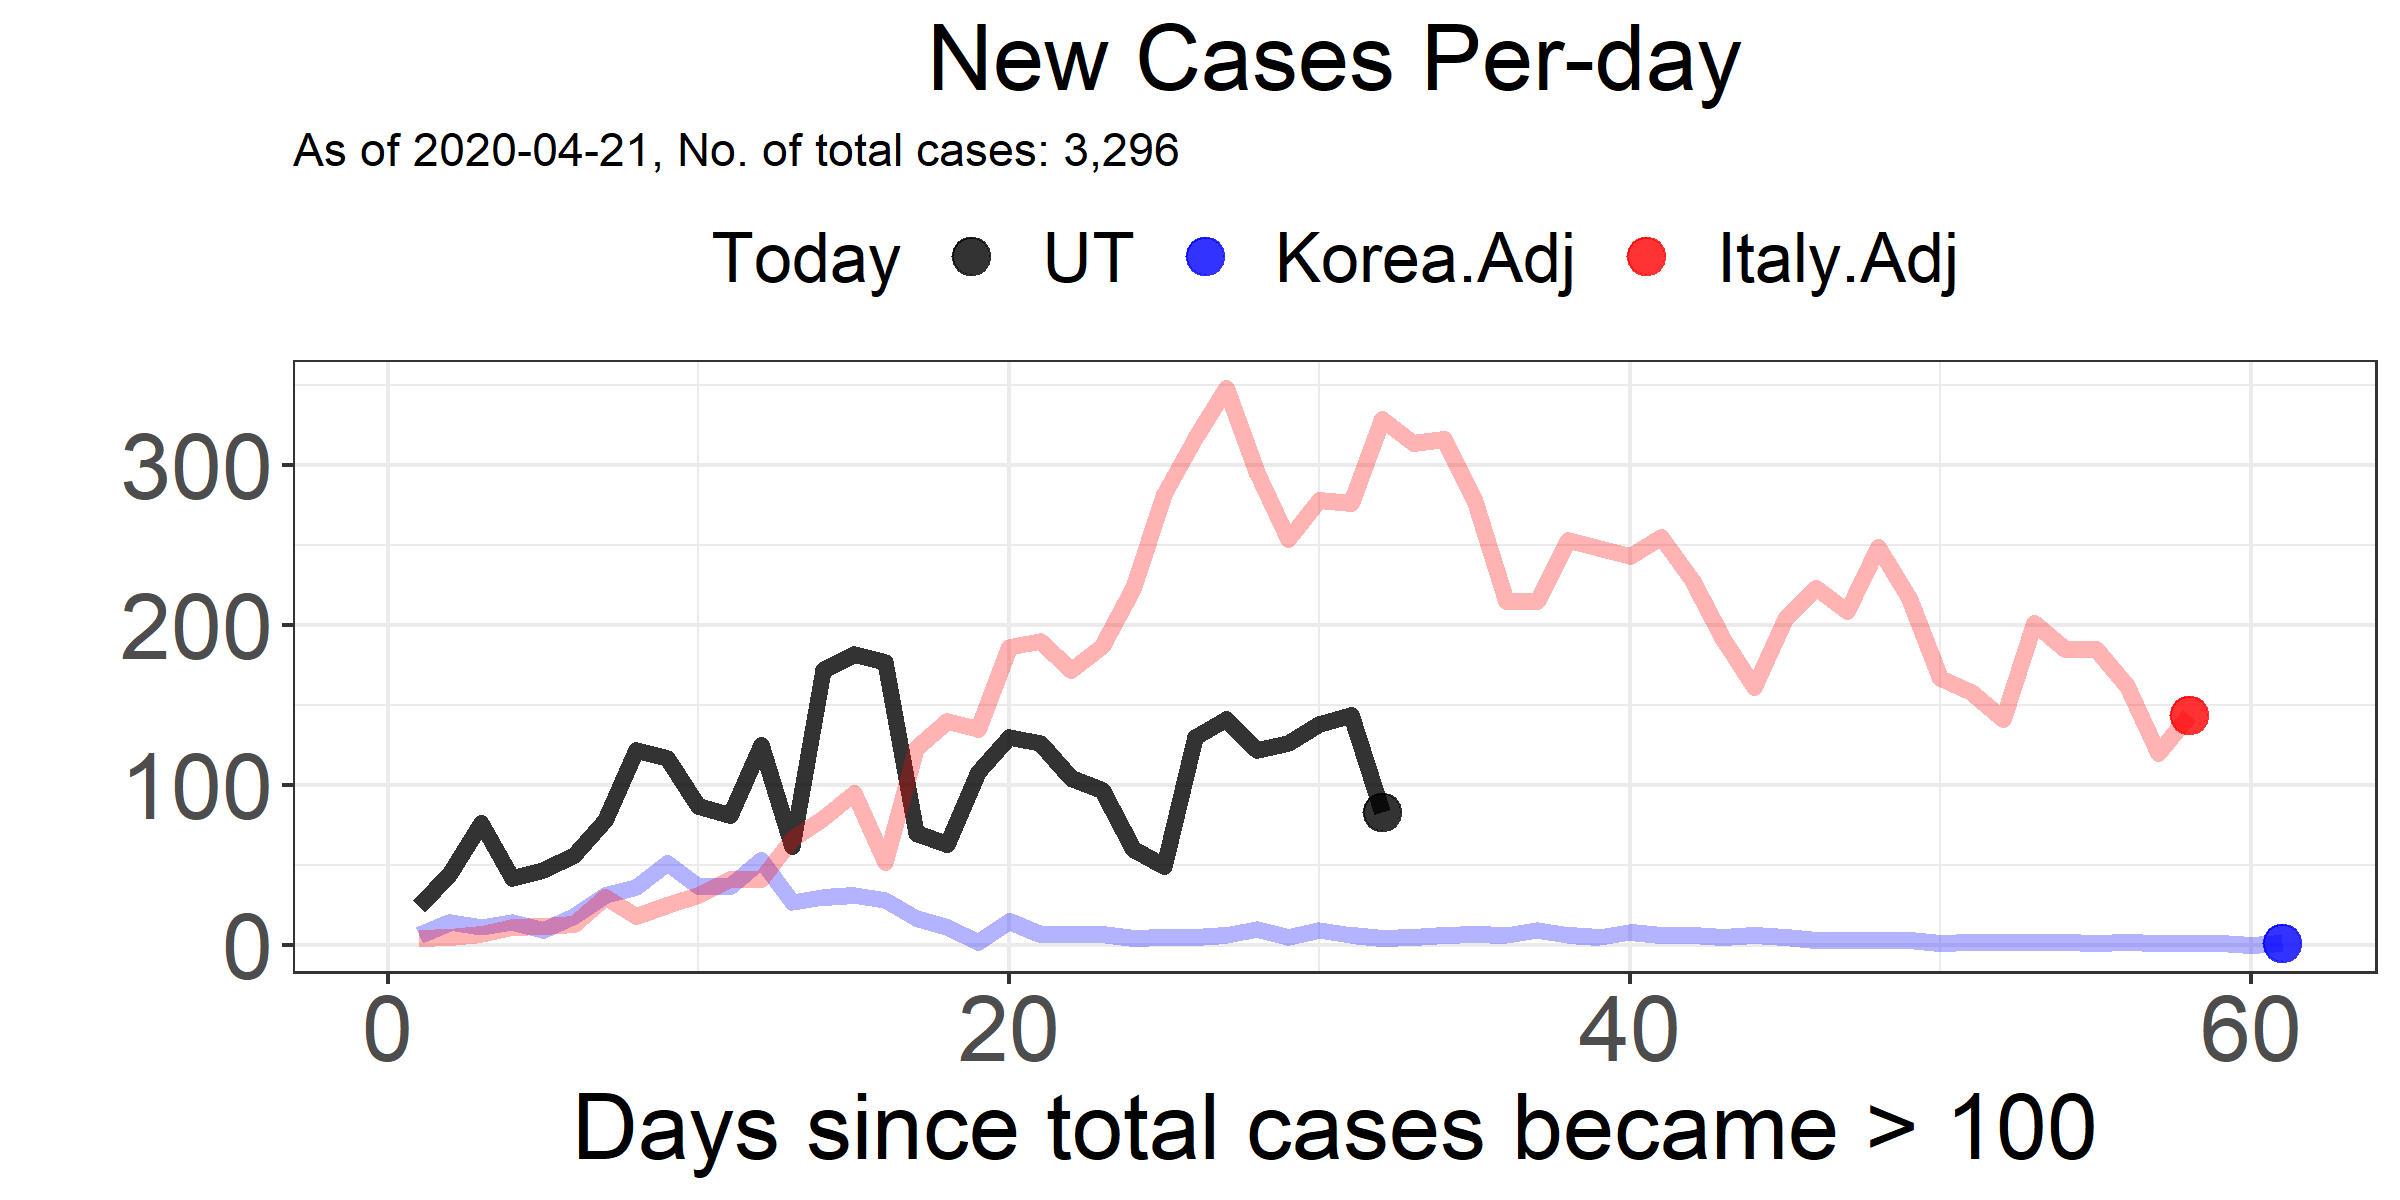 New Cases Per-day
As of 2020-04-21, No. of total cases: 3,296
Today UT Korea.Adj Italy.Adj
300
200
100
0
0 20 40 60
Days since total cases became > 100